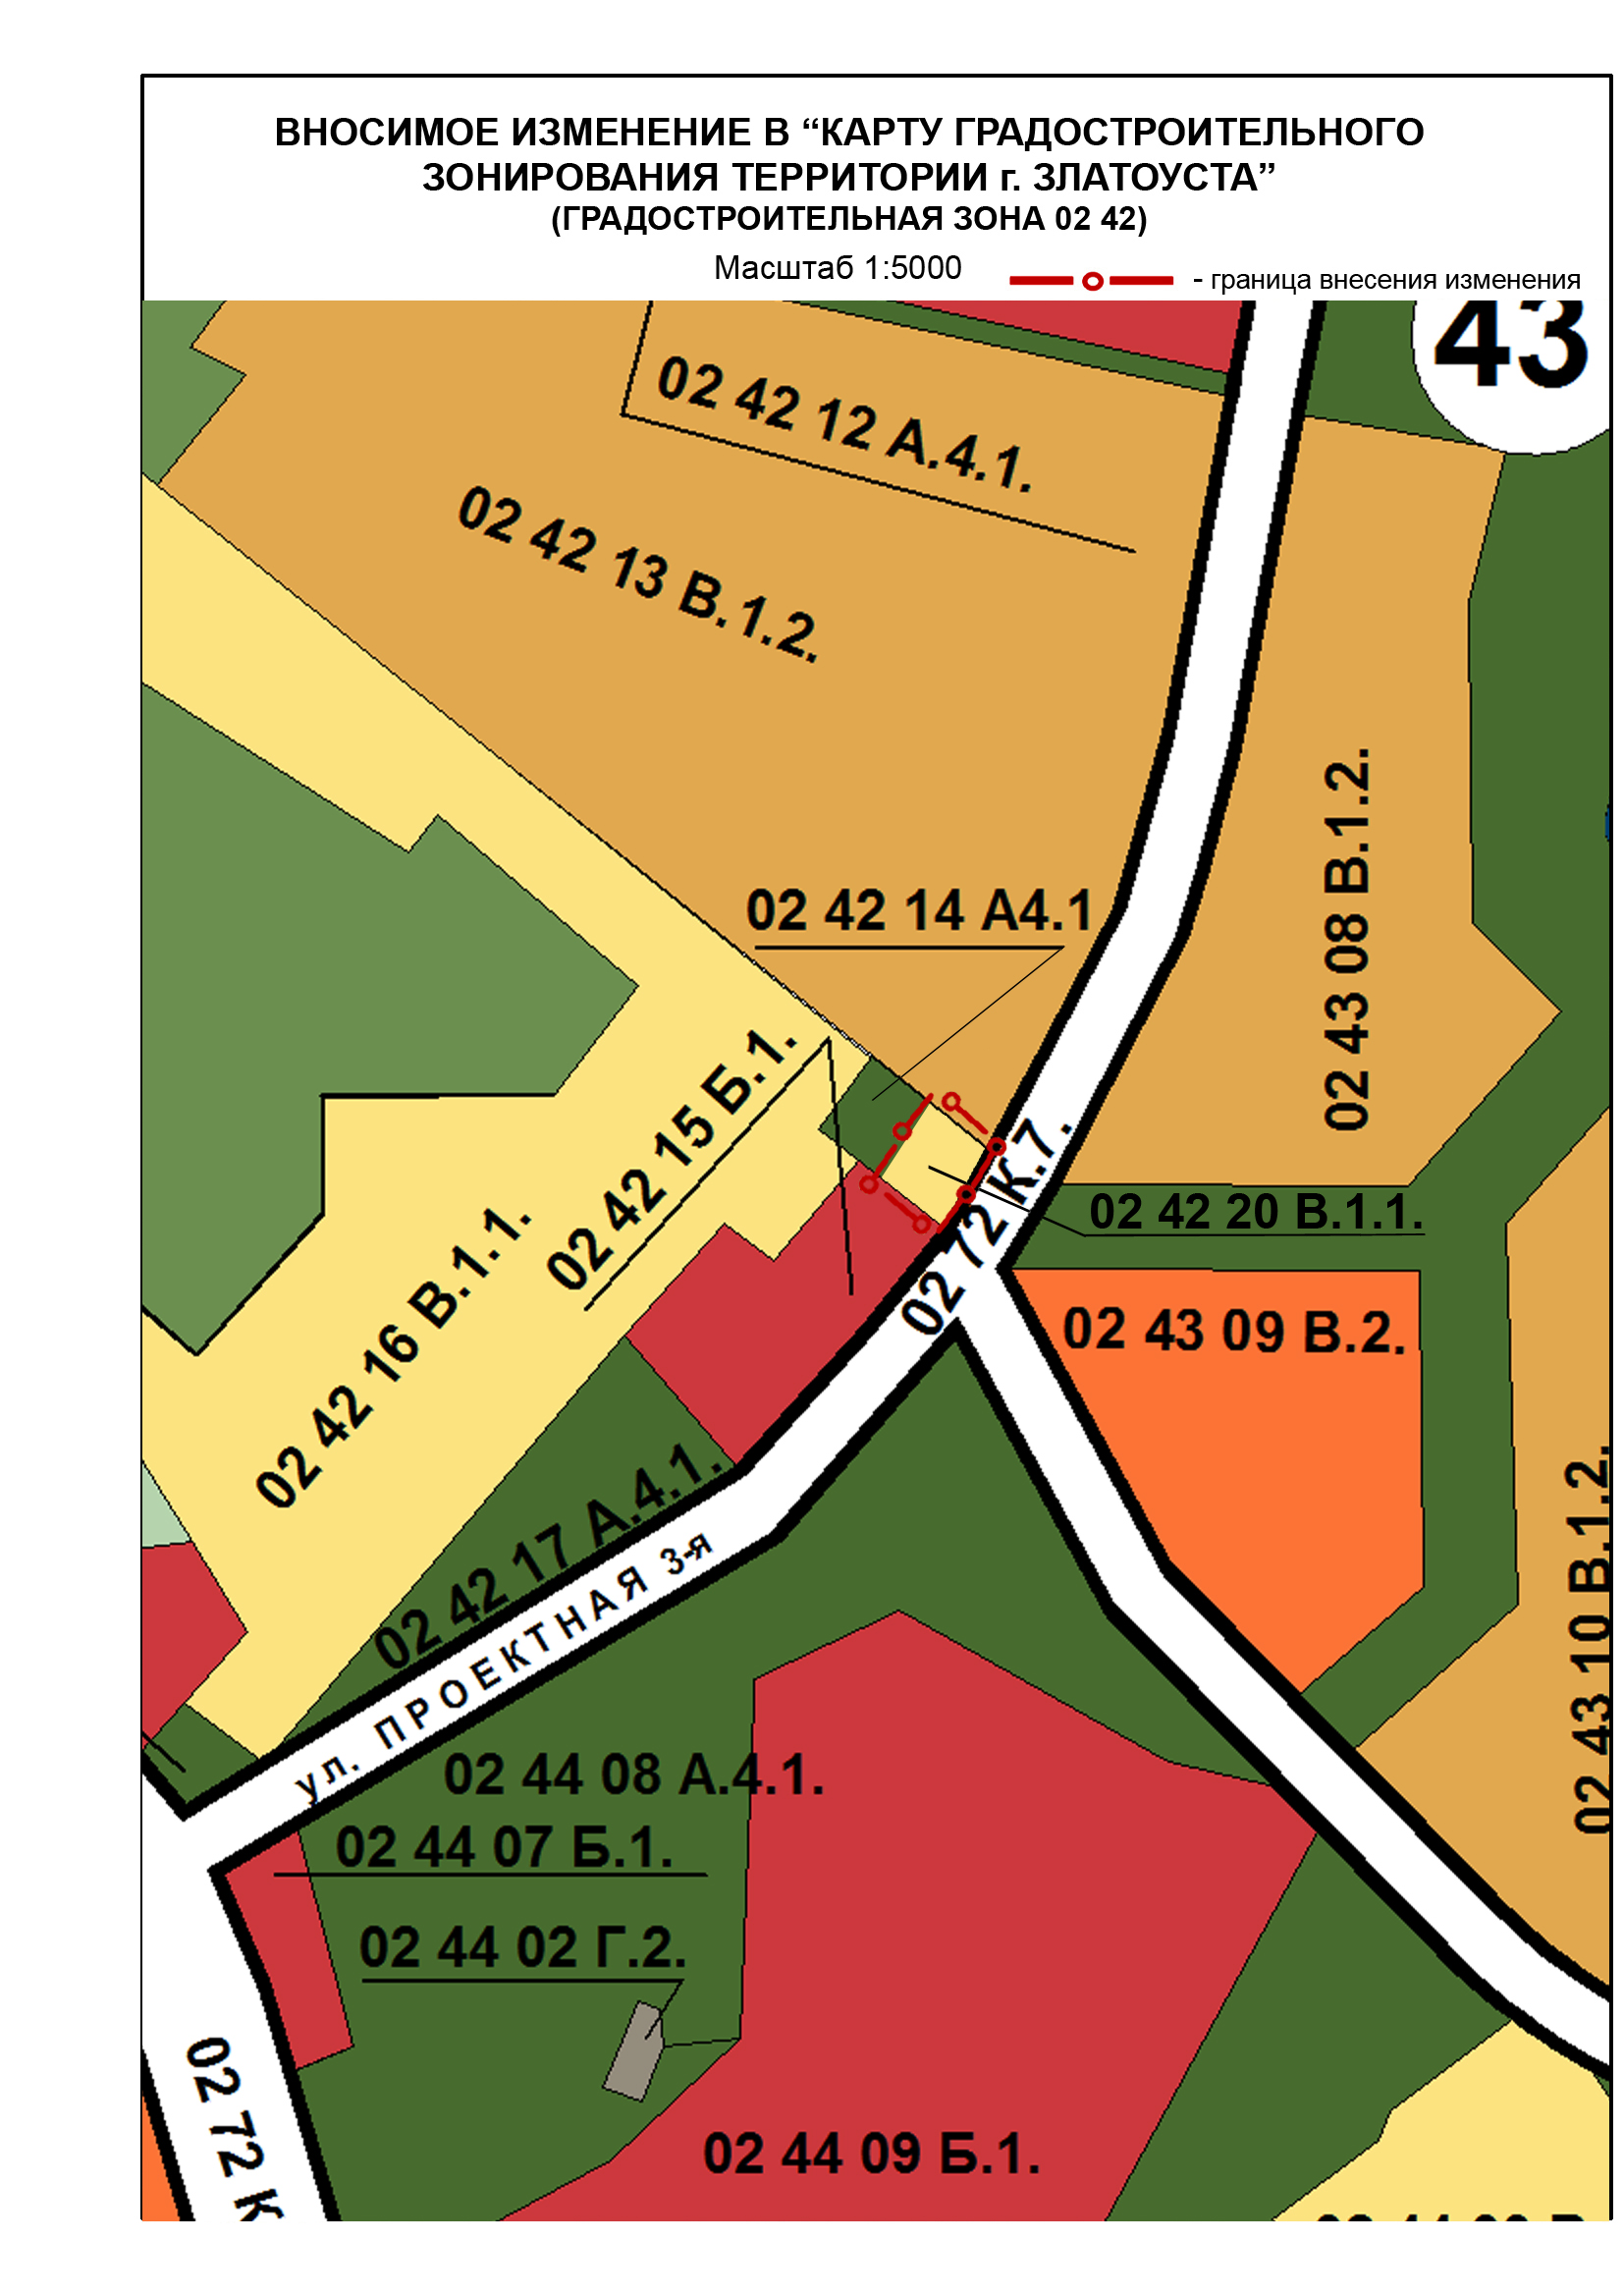 ВНОСИМОЕ ИЗМЕНЕНИЕ В “КАРТУ ГРАДОСТРОИТЕЛЬНОГО
ЗОНИРОВАНИЯ ТЕРРИТОРИИ г. ЗЛАТОУСТА”
(ГРАДОСТРОИТЕЛЬНАЯ ЗОНА 02 42)
Масштаб 1:5000
- граница внесения изменения
43
02 42 12 А.4.1.
02 42 13 В.1.2.
02 43 08 В.1.2.
02 42 14 А4.1
02 42 15 Б.1.
02 72 К.7.
02 42 20 В.1.1.
02 42 16 В.1.1.
02 43 09 В.2.
02 42 17 А.4.1.
ул. ПРОЕКТНАЯ 3-я
02 43 10 В.1.2.
02 44 08 А.4.1.
02 44 07 Б.1.
02 44 02 Г.2.
02 72 К
02 44 09 Б.1.